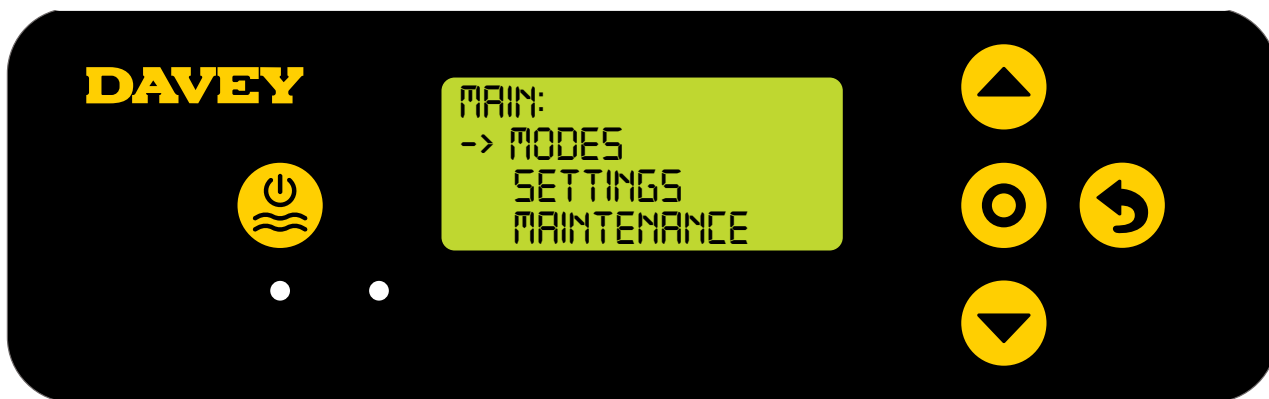 DAVEY
MAIN:
-> MODES
SETTINGS
MAINTENANCE